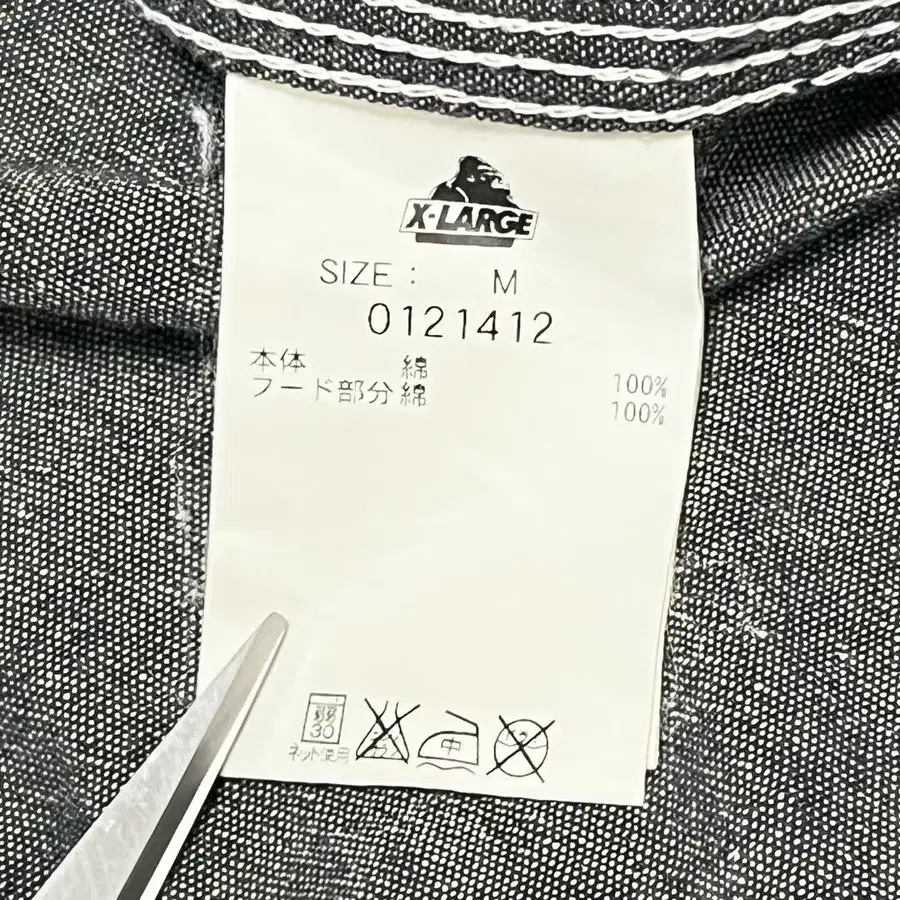 X-LARGE
SIZE : M
0121412
本体 綿 100%
フード部分 綿 100%
弱
30
ネット使用
中